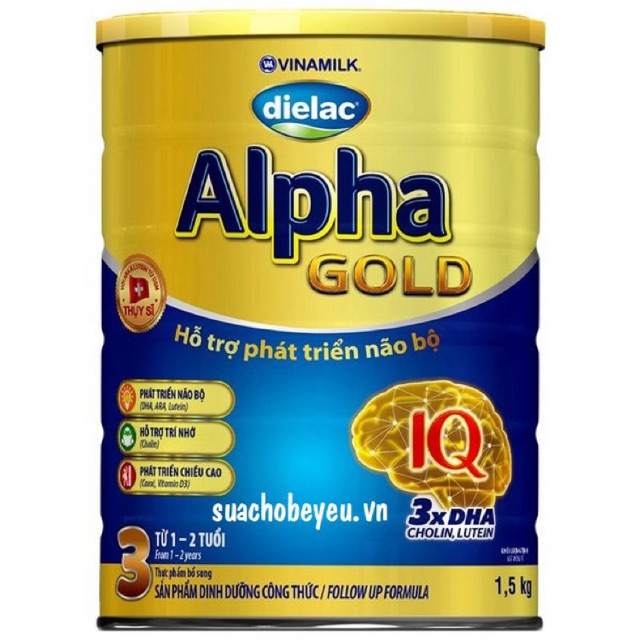 VINAMILK
dielac
Alpha
GOLD
THỤY SĨ
Hỗ trợ phát triển não bộ
PHÁT TRIỂN NÃO BỘ
(DHA, ARA, Lutein)
HỖ TRỢ TRÍ NHỚ
(Cholin)
PHÁT TRIỂN CHIỀU CAO
(Canxi, Vitamin D3)
IQ
suachobeyeu.vn
3xDHA
CHOLIN, LUTEIN
3
TỪ 1 – 2 TUỔI
From 1 – 2 years
Thực phẩm bổ sung
SẢN PHẨM DINH DƯỠNG CÔNG THỨC / FOLLOW UP FORMULA
1,5 kg